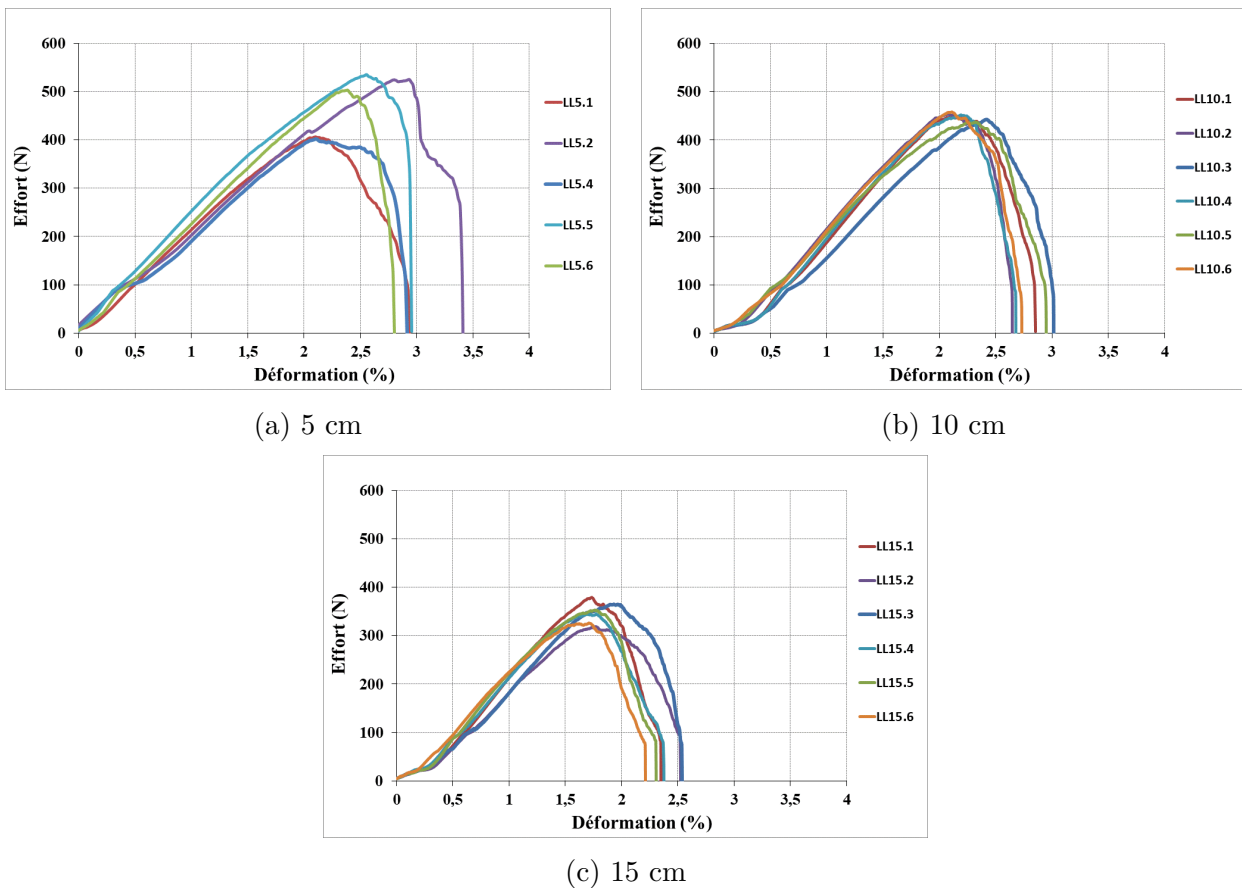 600
500
400
300
200
100
0
Effort (N)
0 0,5 1 1,5 2 2,5 3 3,5 4
Déformation (%)
LL5.1
LL5.2
LL5.4
LL5.5
LL5.6
(a) 5 cm
600
500
400
300
200
100
0
Effort (N)
0 0,5 1 1,5 2 2,5 3 3,5 4
Déformation (%)
LL10.1
LL10.2
LL10.3
LL10.4
LL10.5
LL10.6
(b) 10 cm
600
500
400
300
200
100
0
Effort (N)
0 0,5 1 1,5 2 2,5 3 3,5 4
Déformation (%)
LL15.1
LL15.2
LL15.3
LL15.4
LL15.5
LL15.6
(c) 15 cm